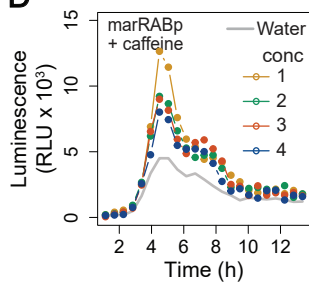 D
marRABp
+ caffeine
Water
conc
1
2
3
4
Luminescence
(RLU x 10³)
15
10
5
0
2 4 6 8 10 12
Time (h)